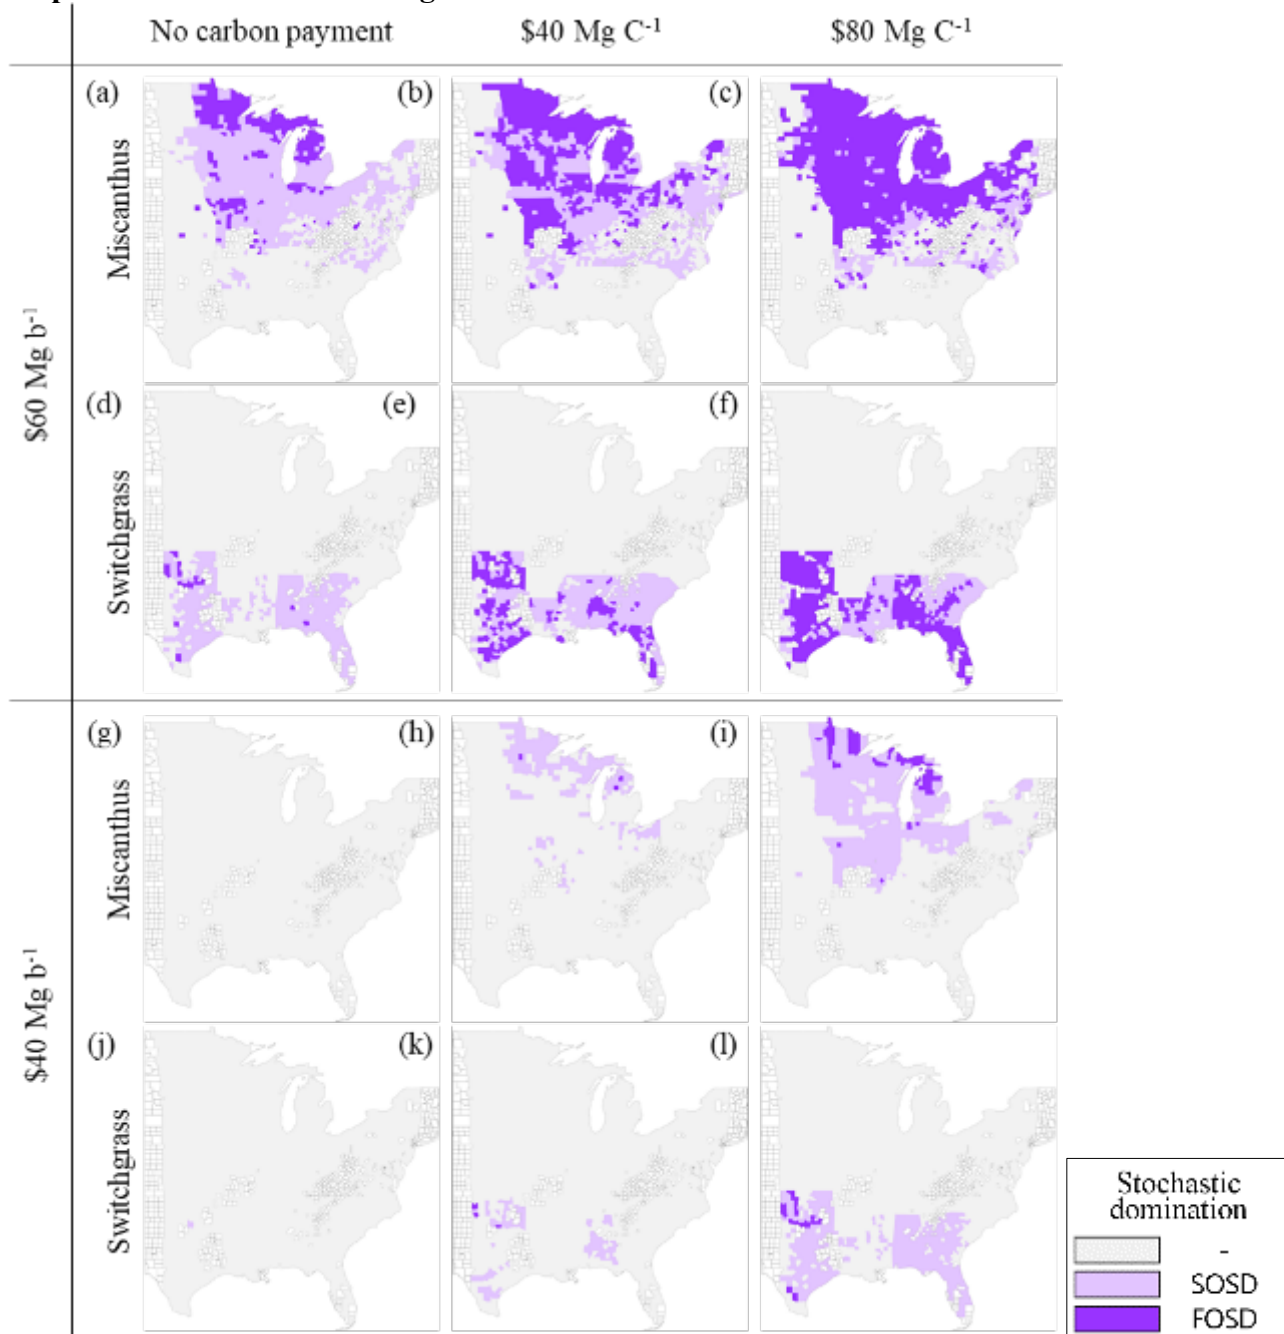 No carbon payment
$40 Mg C-1
$80 Mg C-1
$60 Mg b-1
Miscanthus
(a)
(b)
(c)
Switchgrass
(d)
(e)
(f)
$40 Mg b-1
Miscanthus
(g)
(h)
(i)
Switchgrass
(j)
(k)
(l)
Stochastic
domination
-
SOSD
FOSD